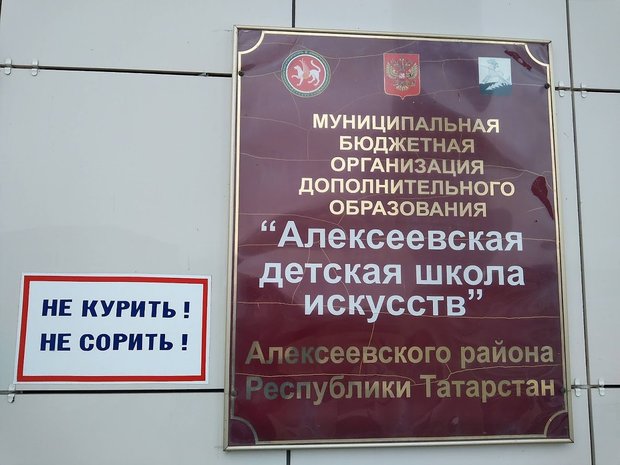 МУНИЦИПАЛЬНАЯ
БЮДЖЕТНАЯ
ОРГАНИЗАЦИЯ
ДОПОЛНИТЕЛЬНОГО
ОБРАЗОВАНИЯ
“Алексеевская
детская школа
искусств”
Алексеевского района
Республики Татарстан
НЕ КУРИТЬ !
НЕ СОРИТЬ !